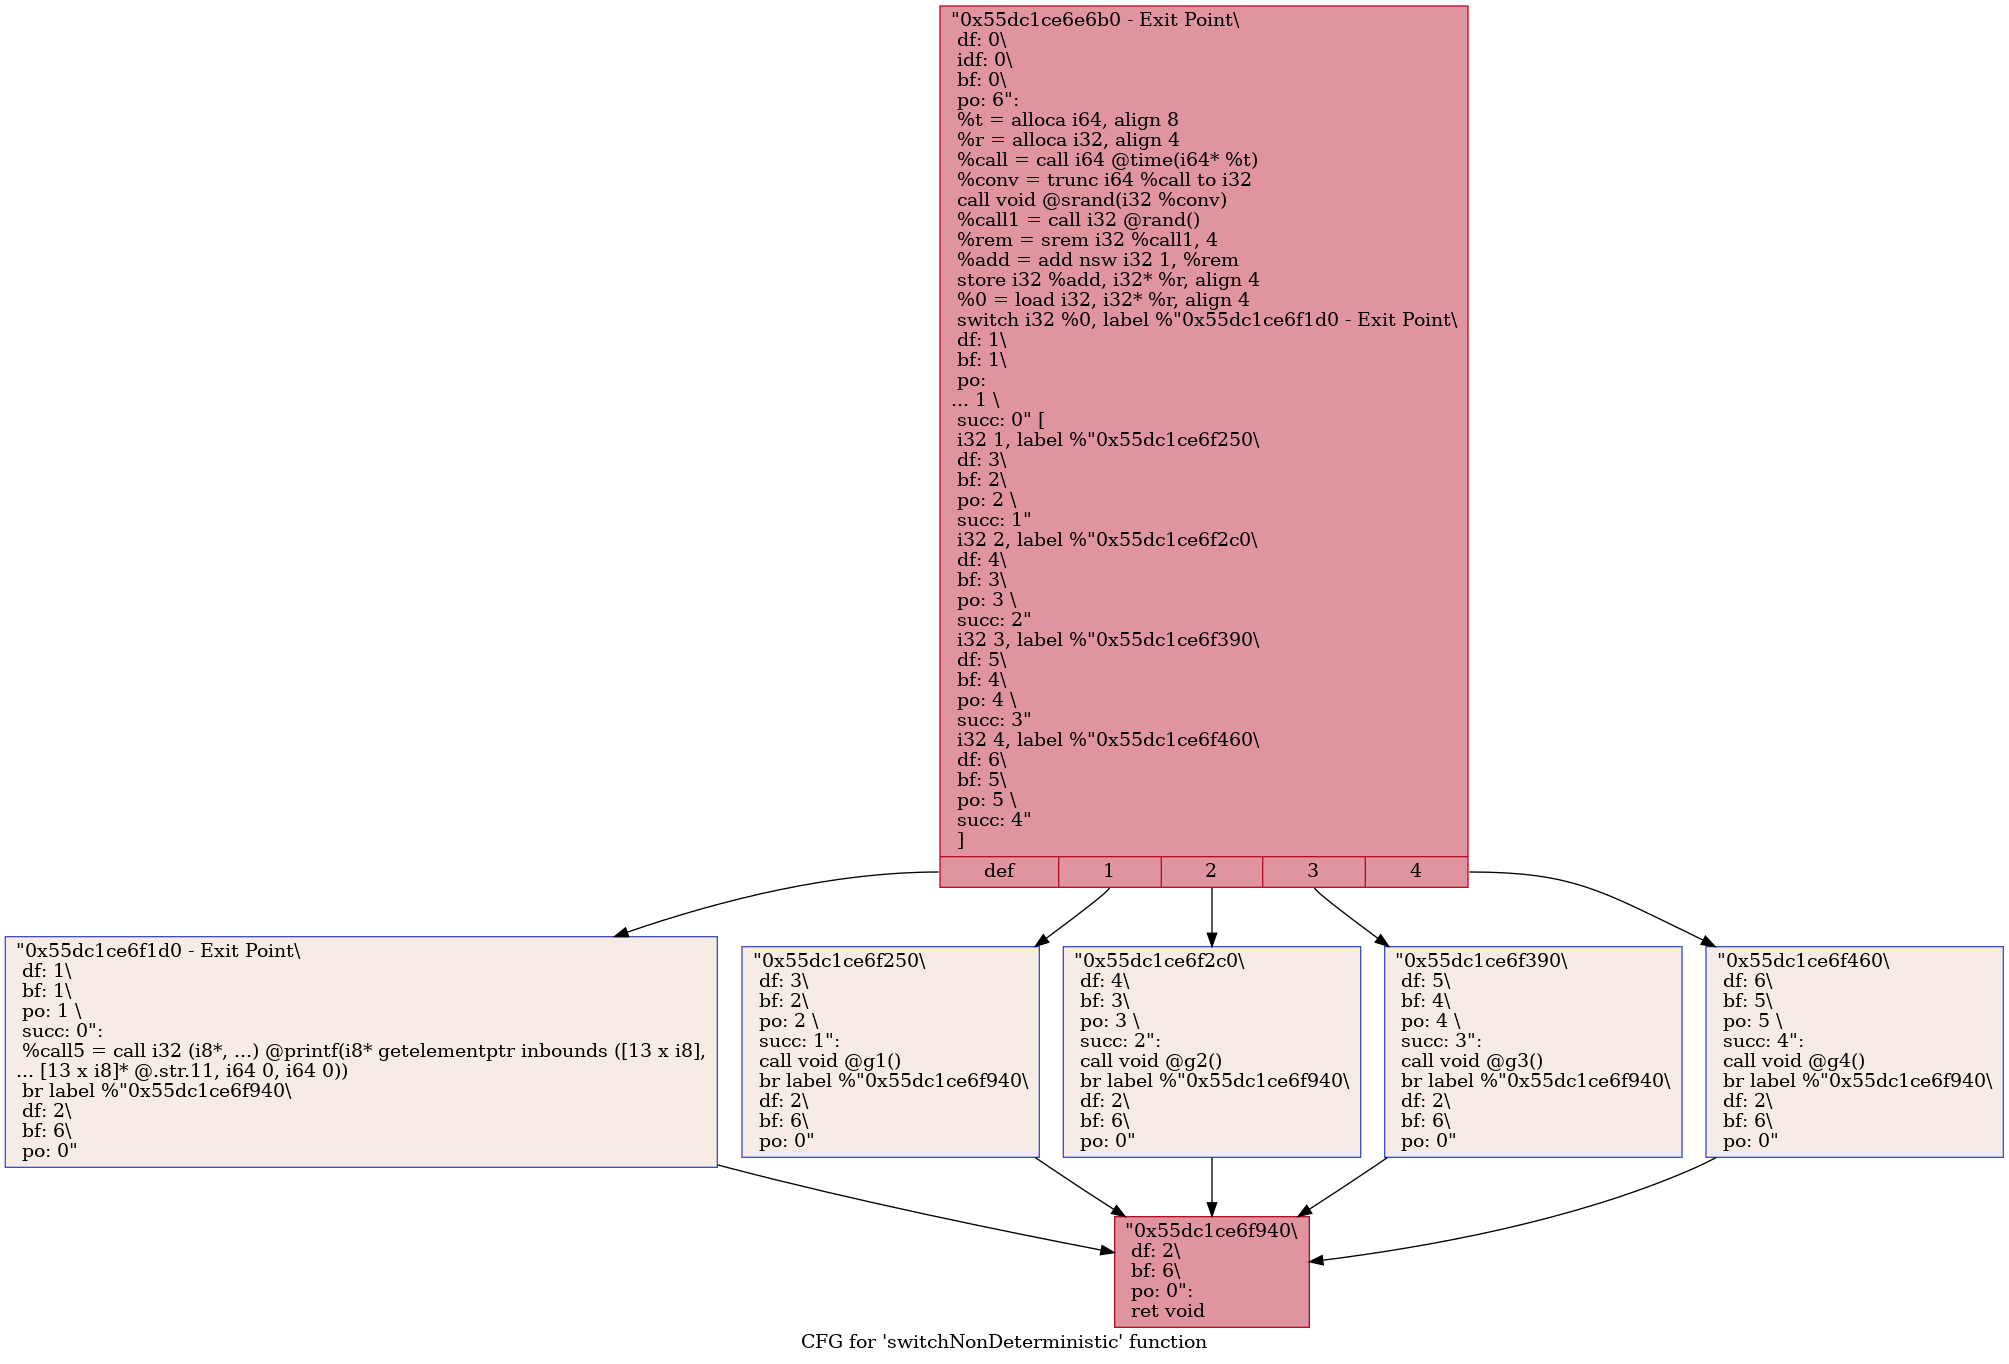 "0x55dc1ce6e6b0 - Exit Point\
df: 0\
idf: 0\
bf: 0\
po: 6":
%t = alloca i64, align 8
%r = alloca i32, align 4
%call = call i64 @time(i64* %t)
%conv = trunc i64 %call to i32
call void @srand(i32 %conv)
%call1 = call i32 @rand()
%rem = srem i32 %call1, 4
%add = add nsw i32 1, %rem
store i32 %add, i32* %r, align 4
%0 = load i32, i32* %r, align 4
switch i32 %0, label %"0x55dc1ce6f1d0 - Exit Point\
df: 1\
bf: 1\
po:
... 1 \
succ: 0" [
i32 1, label %"0x55dc1ce6f250\
df: 3\
bf: 2\
po: 2 \
succ: 1"
i32 2, label %"0x55dc1ce6f2c0\
df: 4\
bf: 3\
po: 3 \
succ: 2"
i32 3, label %"0x55dc1ce6f390\
df: 5\
bf: 4\
po: 4 \
succ: 3"
i32 4, label %"0x55dc1ce6f460\
df: 6\
bf: 5\
po: 5 \
succ: 4"
]
def 1 2 3 4
"0x55dc1ce6f1d0 - Exit Point\
df: 1\
bf: 1\
po: 1 \
succ: 0":
%call5 = call i32 (i8*, ...) @printf(i8* getelementptr inbounds ([13 x i8],
... [13 x i8]* @.str.11, i64 0, i64 0))
br label %"0x55dc1ce6f940\
df: 2\
bf: 6\
po: 0"
"0x55dc1ce6f250\
df: 3\
bf: 2\
po: 2 \
succ: 1":
call void @g1()
br label %"0x55dc1ce6f940\
df: 2\
bf: 6\
po: 0"
"0x55dc1ce6f2c0\
df: 4\
bf: 3\
po: 3 \
succ: 2":
call void @g2()
br label %"0x55dc1ce6f940\
df: 2\
bf: 6\
po: 0"
"0x55dc1ce6f390\
df: 5\
bf: 4\
po: 4 \
succ: 3":
call void @g3()
br label %"0x55dc1ce6f940\
df: 2\
bf: 6\
po: 0"
"0x55dc1ce6f460\
df: 6\
bf: 5\
po: 5 \
succ: 4":
call void @g4()
br label %"0x55dc1ce6f940\
df: 2\
bf: 6\
po: 0"
"0x55dc1ce6f940\
df: 2\
bf: 6\
po: 0":
ret void
CFG for 'switchNonDeterministic' function